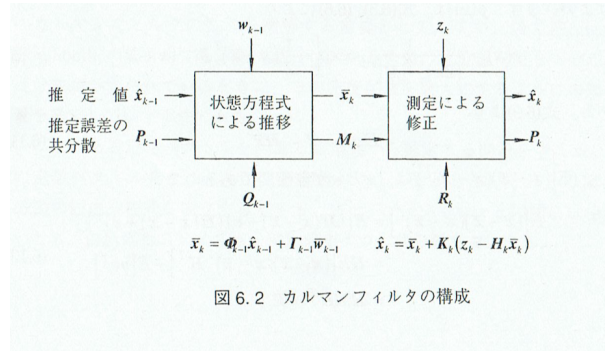 w_{k-1} z_k
推 定 値 x̂_{k-1} 状態方程式 x̄_k 測定による x̂_k
推定誤差の P_{k-1} による推移 M_k 修正 P_k
共分散
Q_{k-1} R_k
x̄_k = Φ_{k-1}x̂_{k-1} + Γ_{k-1}w̄_{k-1} x̂_k = x̄_k + K_k(z_k − H_k x̄_k)
図6.2 カルマンフィルタの構成